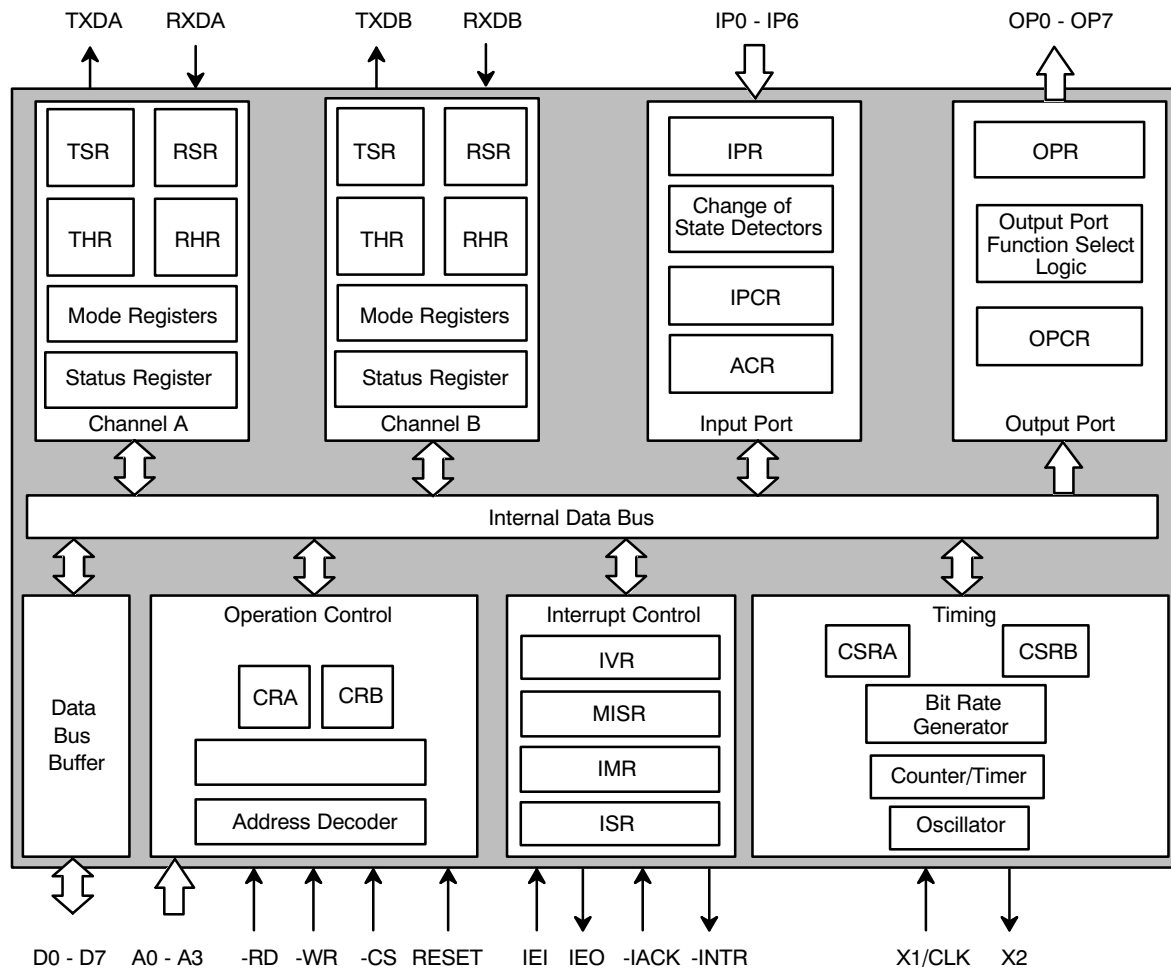 TXDA RXDA TXDB RXDB IP0 - IP6 OP0 - OP7
TSR RSR
THR RHR
Mode Registers
Status Register
Channel A
TSR RSR
THR RHR
Mode Registers
Status Register
Channel B
IPR
Change of
State Detectors
IPCR
ACR
Input Port
OPR
Output Port
Function Select
Logic
OPCR
Output Port
Internal Data Bus
Data
Bus
Buffer
Operation Control
CRA CRB
Address Decoder
Interrupt Control
IVR
MISR
IMR
ISR
Timing
CSRA CSRB
Bit Rate
Generator
Counter/Timer
Oscillator
D0 - D7 A0 - A3 -RD -WR -CS RESET IEI IEO -IACK -INTR X1/CLK X2